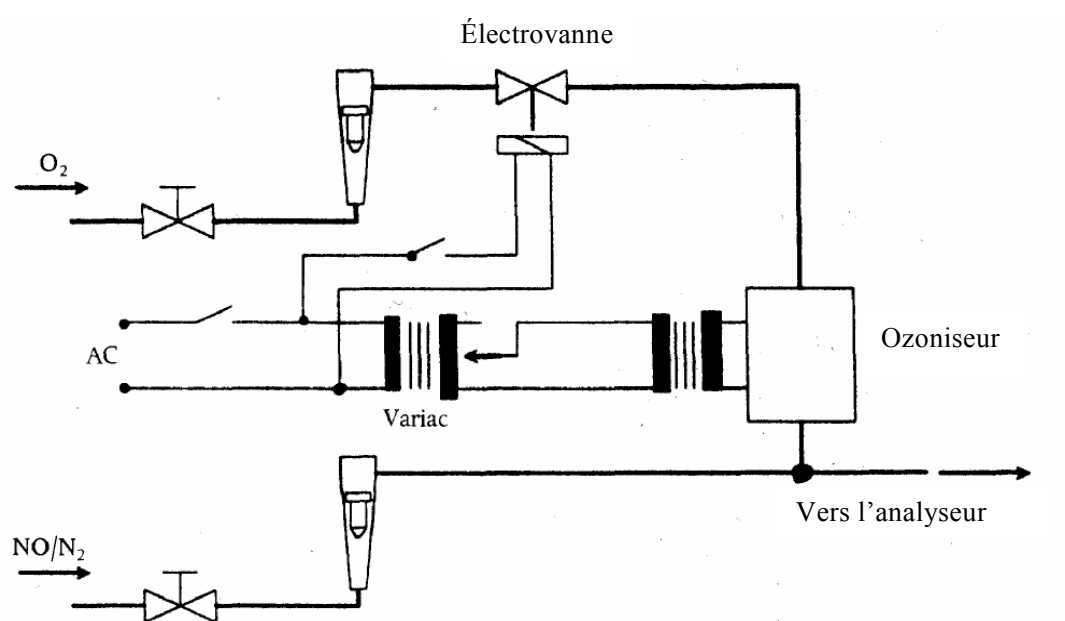 Électrovanne
O₂
AC
Ozoniseur
Variac
Vers l'analyseur
NO/N₂